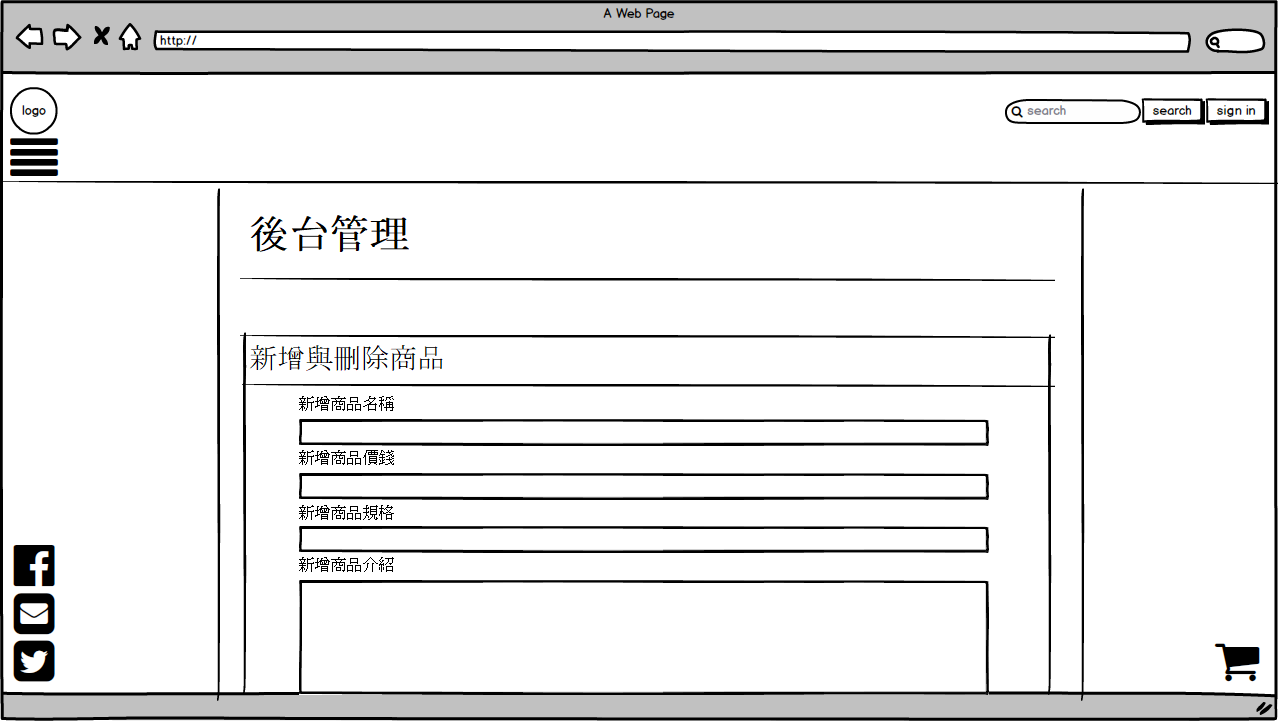 A Web Page
http://
logo
search
search
sign in
後台管理
新增與刪除商品
新增商品名稱
新增商品價錢
新增商品規格
新增商品介紹